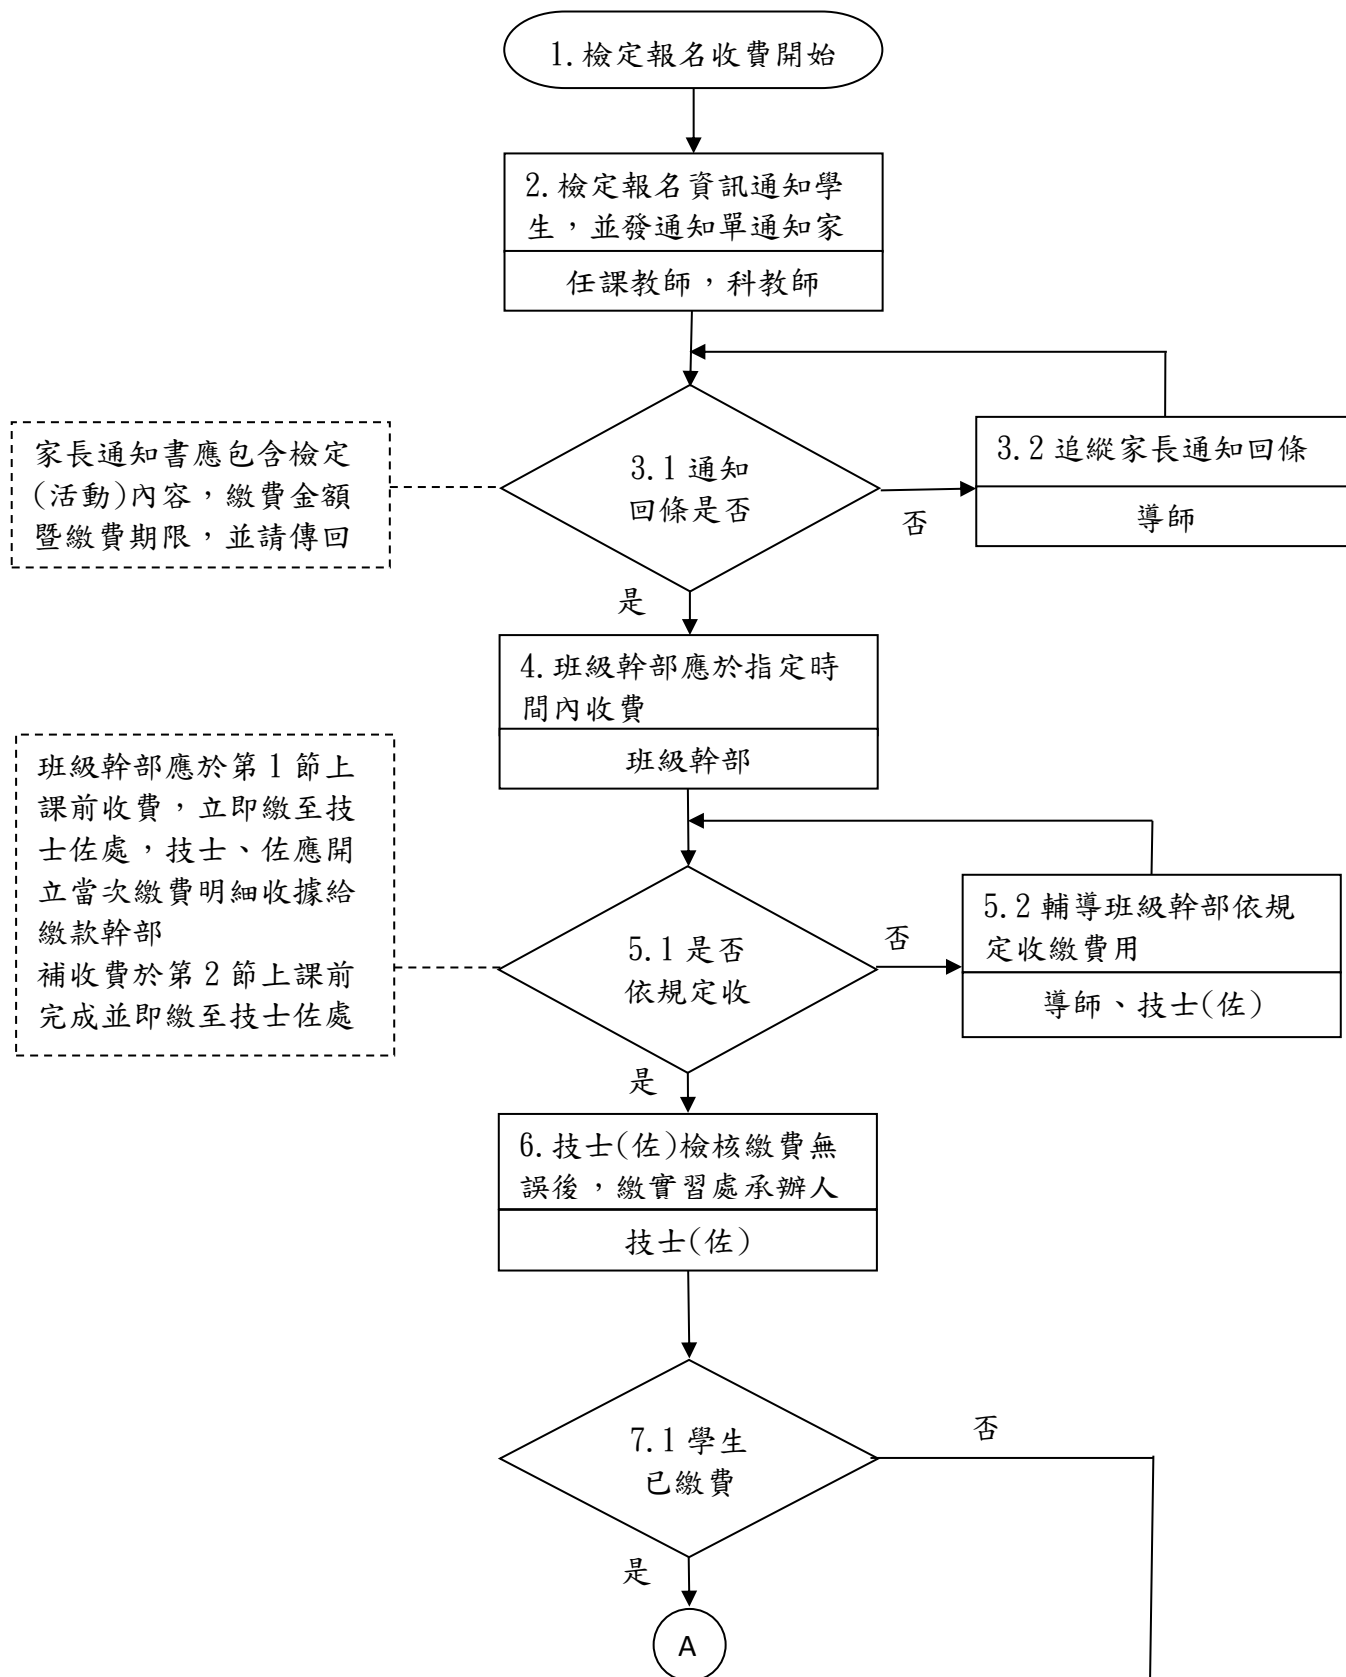 1.檢定報名收費開始
2.檢定報名資訊通知學
生，並發通知單通知家
任課教師，科教師
家長通知書應包含檢定
(活動)內容，繳費金額
暨繳費期限，並請傳回
3.1 通知
回條是否
否
3.2 追縱家長通知回條
導師
是
4.班級幹部應於指定時
間內收費
班級幹部
班級幹部應於第 1 節上
課前收費，立即繳至技
士佐處，技士、佐應開
立當次繳費明細收據給
繳款幹部
補收費於第 2 節上課前
完成並即繳至技士佐處
5.1 是否
依規定收
否
5.2 輔導班級幹部依規
定收繳費用
導師、技士(佐)
是
6.技士(佐)檢核繳費無
誤後，繳實習處承辦人
技士(佐)
7.1 學生
已繳費
否
是
A